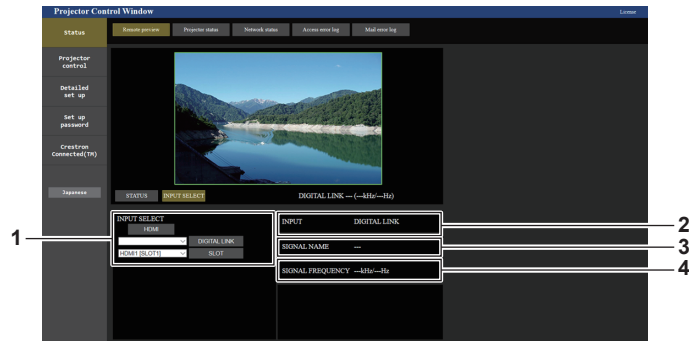 Projector Control Window
License
Status
Remote preview
Projector status
Network status
Access error log
Mail error log
Projector
control
Detailed
set up
Set up
password
Crestron
Connected(TM)
Japanese
STATUS
INPUT SELECT
DIGITAL LINK --- (---kHz/---Hz)
INPUT SELECT
HDMI
DIGITAL LINK
HDMI1 [SLOT1]
SLOT
INPUT DIGITAL LINK
SIGNAL NAME ---
SIGNAL FREQUENCY ---kHz/---Hz
1
2
3
4